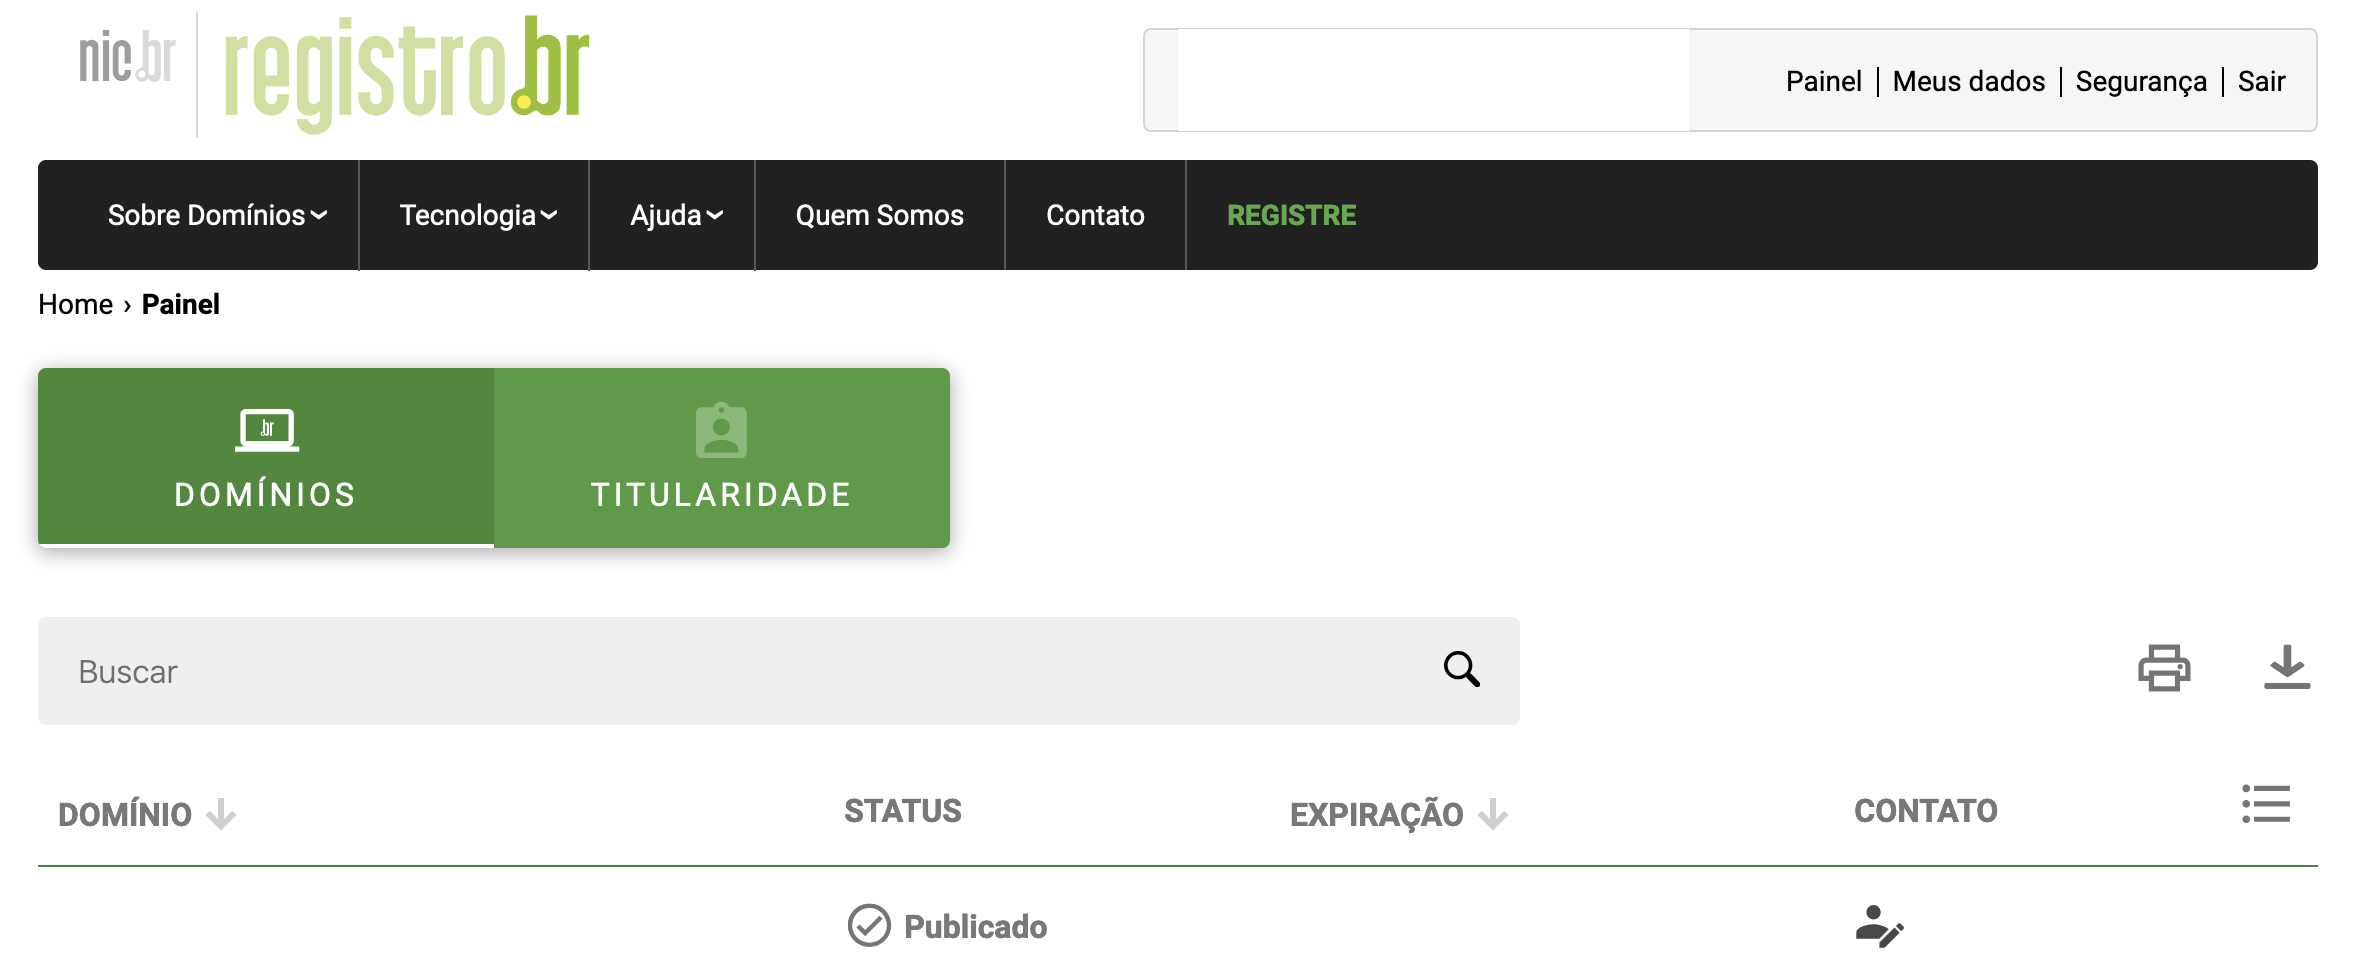 nic.br
registro.br
Painel | Meus dados | Segurança | Sair
Sobre Domínios
Tecnologia
Ajuda
Quem Somos
Contato
REGISTRE
Home › Painel
.br
DOMÍNIOS
TITULARIDADE
Buscar
DOMÍNIO
STATUS
EXPIRAÇÃO
CONTATO
Publicado